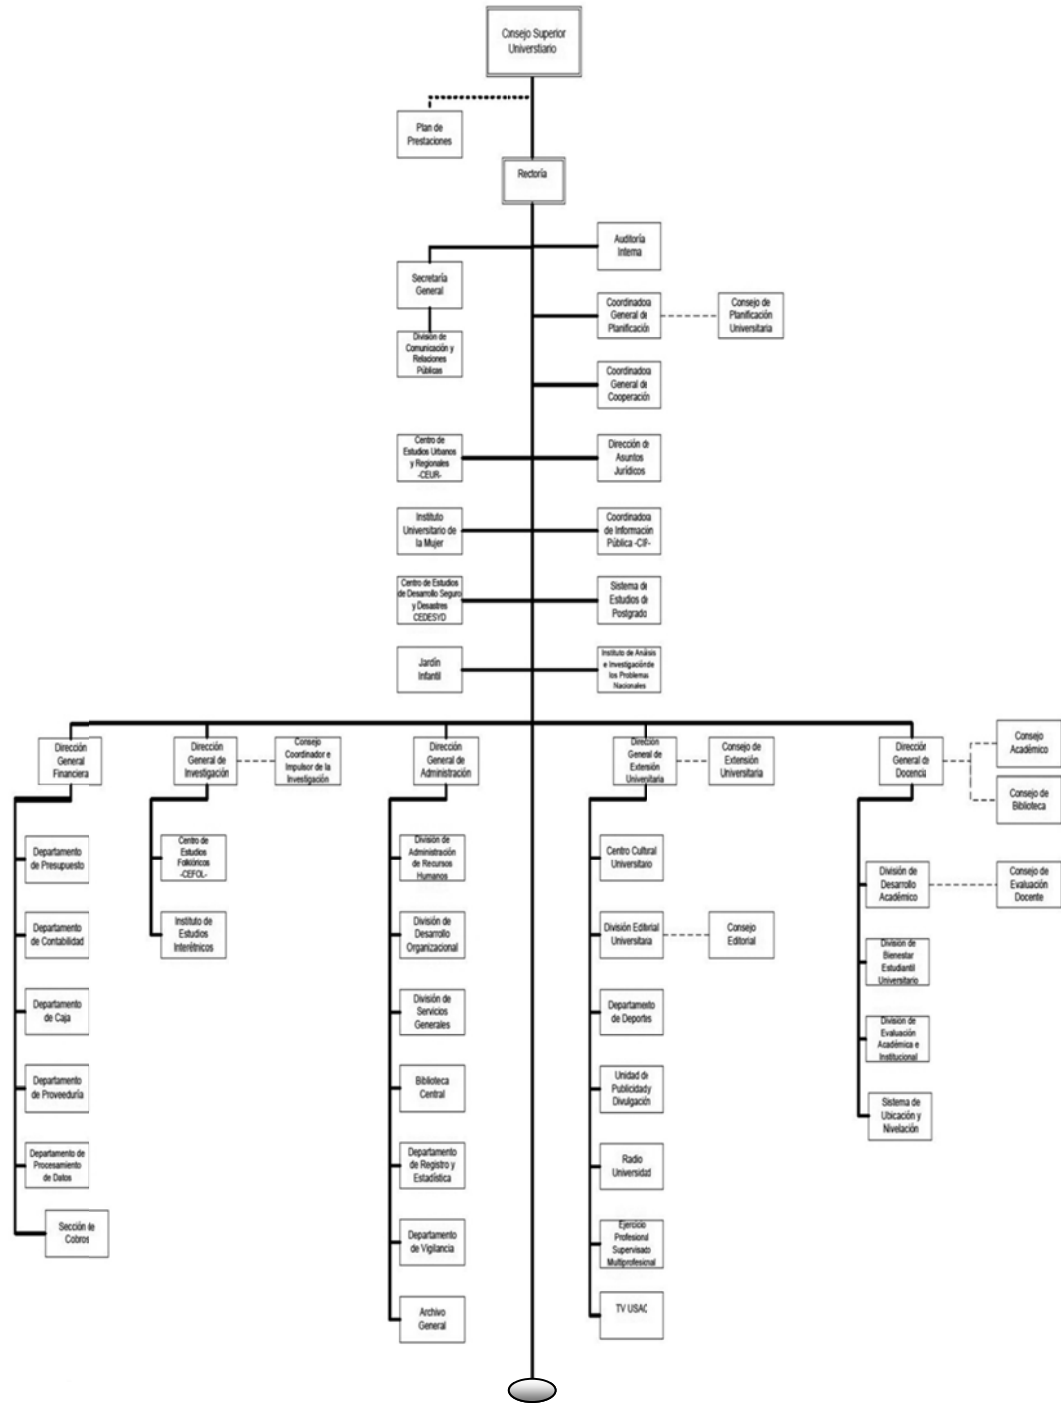 Consejo Superior
Universtiario
Plan de
Prestaciones
Rectoría
Auditoría
Interna
Secretaría
General
Coordinadoa
General de
Planificación
Consejo de
Planificación
Universitaria
División de
Comunicación y
Relaciones
Públicas
Coordinadoa
General de
Cooperación
Centro de
Estudios Urbanos
y Regionales
-CEUR-
Dirección de
Asuntos
Jurídicos
Instituto
Universitario de
la Mujer
Coordinadoa
de Información
Pública -CIP-
Centro de Estudios
de Desarrollo Seguro
y Desastres
CEDESYD
Sistema de
Estudios de
Postgrado
Jardín
Infantil
Instituto de Análisis
e Investigación de
los Problemas
Nacionales
Dirección
General
Financiera
Dirección
General de
Investigación
Consejo
Coordinador e
Impulsor de la
Investigación
Dirección
General de
Administración
Dirección
General de
Extensión
Universitaria
Consejo de
Extensión
Universitaria
Dirección
General de
Docencia
Consejo
Académico
Consejo de
Biblioteca
Departamento
de Presupuesto
Departamento
de Contabilidad
Departamento
de Caja
Departamento
de Proveeduría
Departamento de
Procesamiento
de Datos
Sección de
Cobros
Centro de
Estudios
Folklóricos
-CEFOL-
Instituto de
Estudios
Interétnicos
División de
Administración
de Recursos
Humanos
División de
Desarrollo
Organizacional
División de
Servicios
Generales
Biblioteca
Central
Departamento
de Registro y
Estadística
Departamento
de Vigilancia
Archivo
General
Centro Cultural
Universitario
División Editorial
Universitaria
Consejo
Editorial
Departamento
de Deportes
Unidad de
Publicidad y
Divulgación
Radio
Universidad
Ejercicio
Profesional
Supervisado
Multiprofesional
TV USAC
División de
Desarrollo
Académico
Consejo de
Evaluación
Docente
División de
Bienestar
Estudiantil
Universitario
División de
Evaluación
Académica e
Institucional
Sistema de
Ubicación y
Nivelación